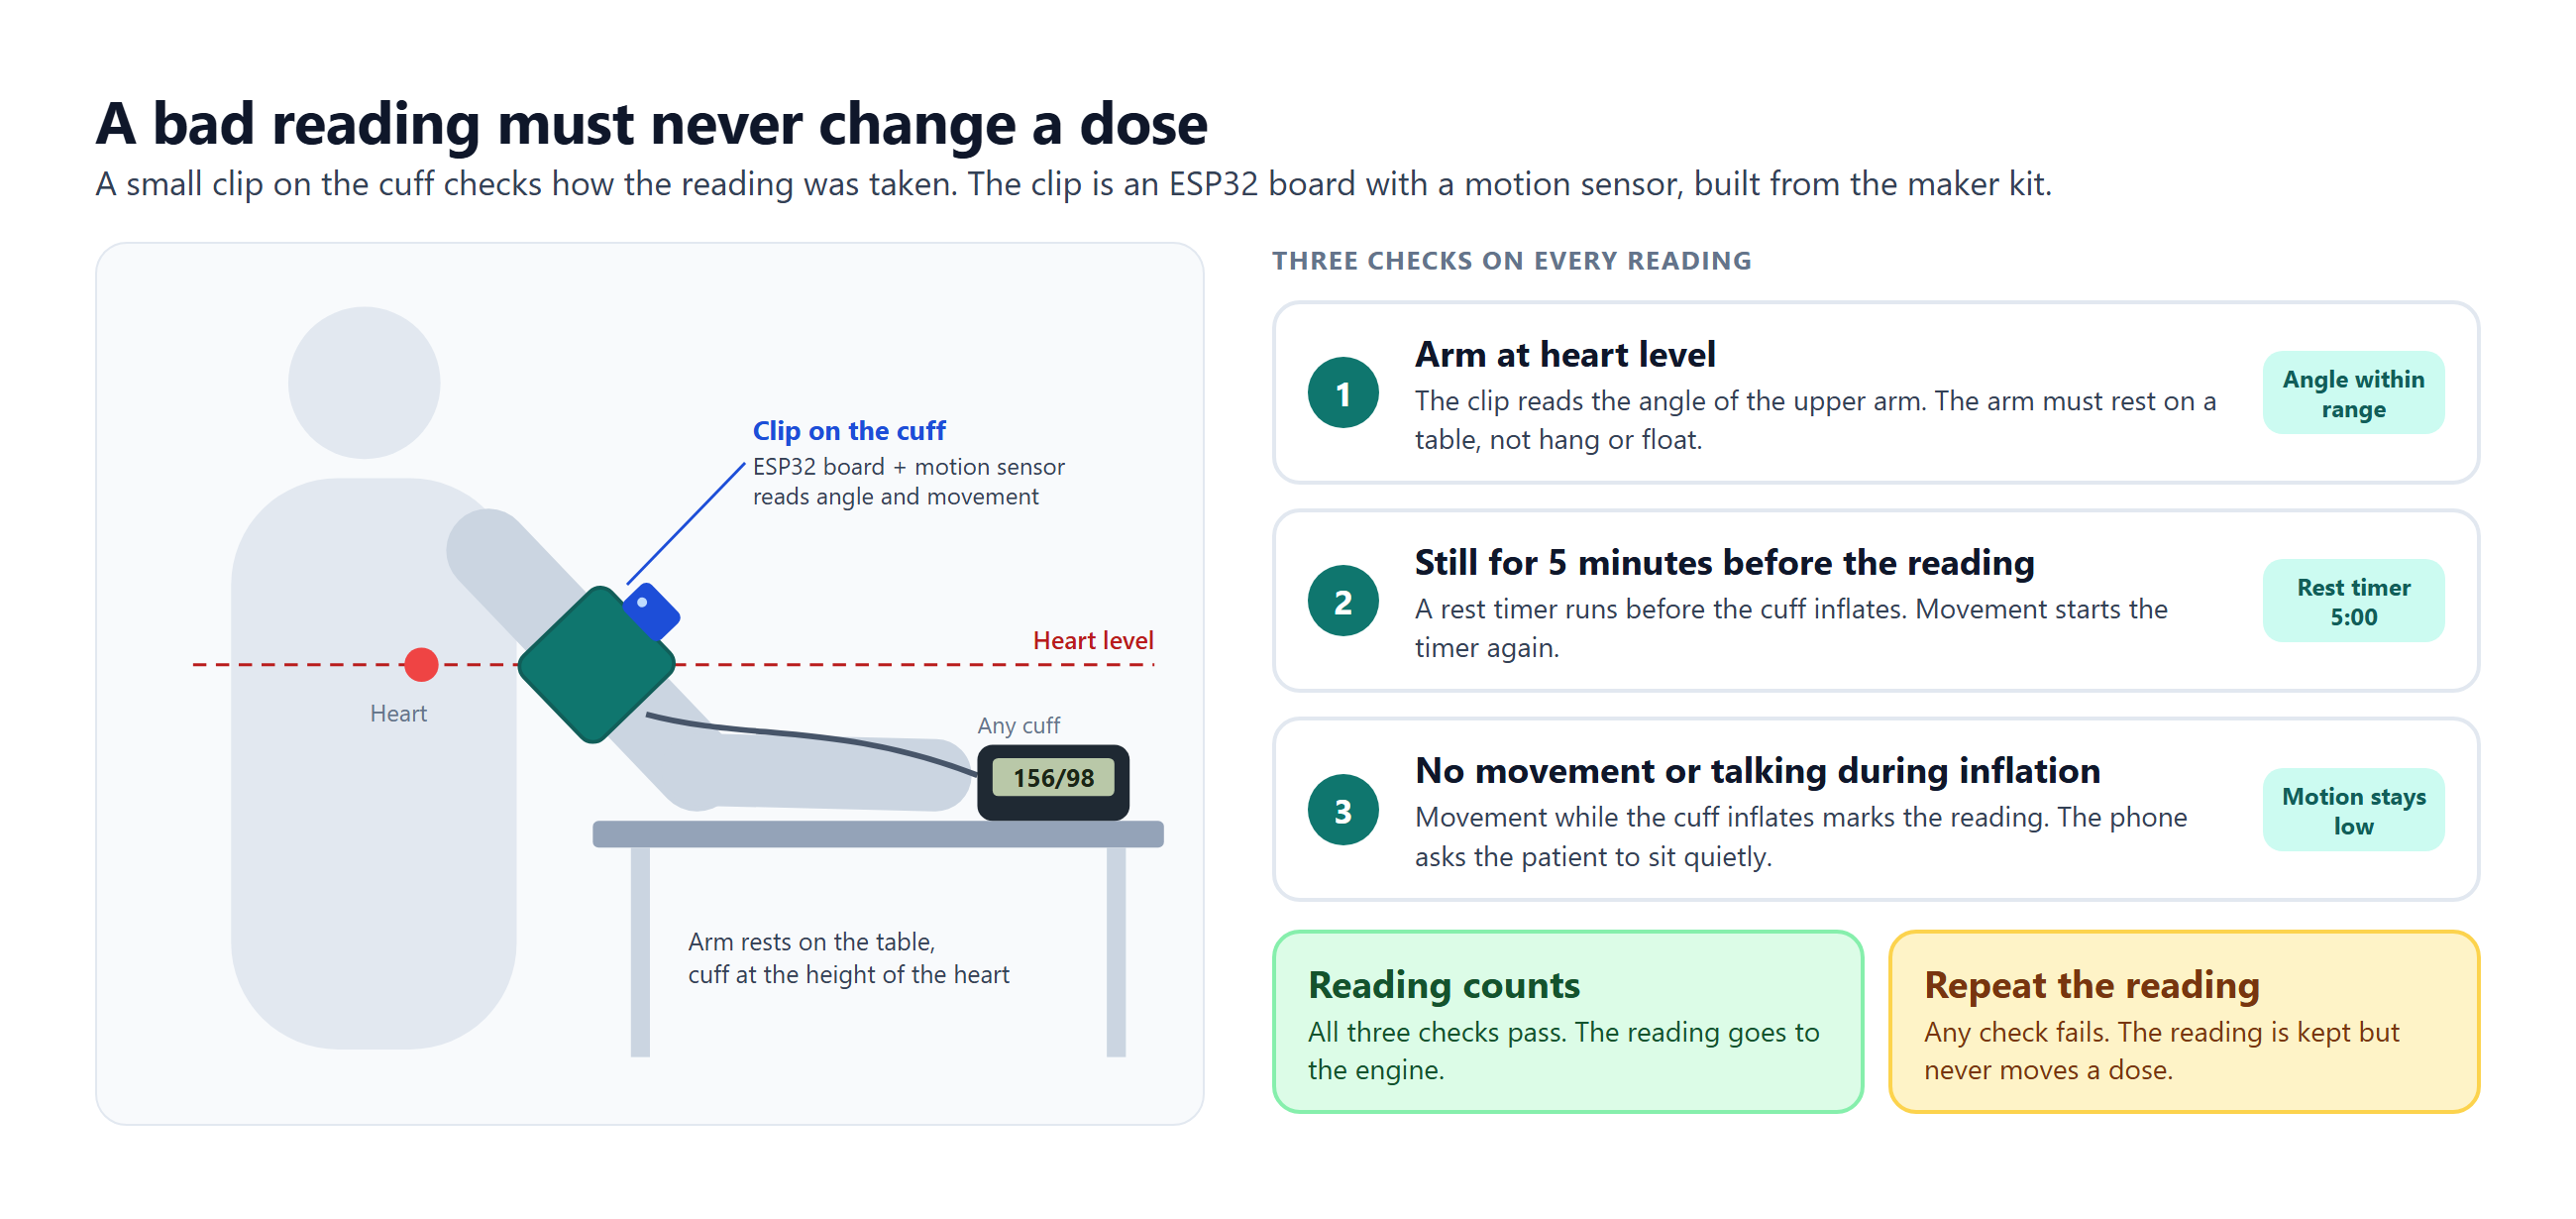 A bad reading must never change a dose
A small clip on the cuff checks how the reading was taken. The clip is an ESP32 board with a motion sensor, built from the maker kit.
Clip on the cuff
ESP32 board + motion sensor
reads angle and movement
Heart level
Heart
Any cuff
156/98
Arm rests on the table,
cuff at the height of the heart
THREE CHECKS ON EVERY READING
1
Arm at heart level
The clip reads the angle of the upper arm. The arm must rest on a
table, not hang or float.
Angle within
range
2
Still for 5 minutes before the reading
A rest timer runs before the cuff inflates. Movement starts the
timer again.
Rest timer
5:00
3
No movement or talking during inflation
Movement while the cuff inflates marks the reading. The phone
asks the patient to sit quietly.
Motion stays
low
Reading counts
All three checks pass. The reading goes to
the engine.
Repeat the reading
Any check fails. The reading is kept but
never moves a dose.